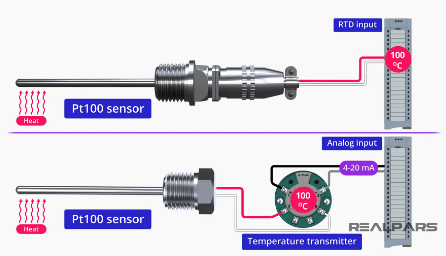 RTD input
100
°C
Pt100 sensor
Heat
Analog input
4-20 mA
100
°C
Pt100 sensor
Heat
REALPARS
Temperature transmitter